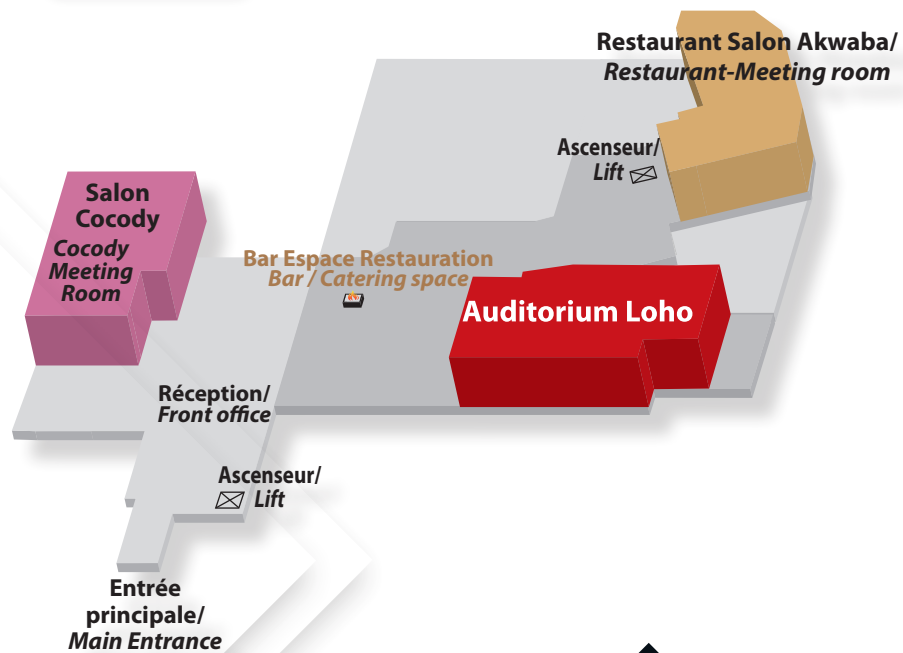 Restaurant Salon Akwaba/
Restaurant-Meeting room
Ascenseur/
Lift
Salon
Cocody
Cocody
Meeting
Room
Bar Espace Restauration
Bar / Catering space
Auditorium Loho
Réception/
Front office
Ascenseur/
Lift
Entrée
principale/
Main Entrance